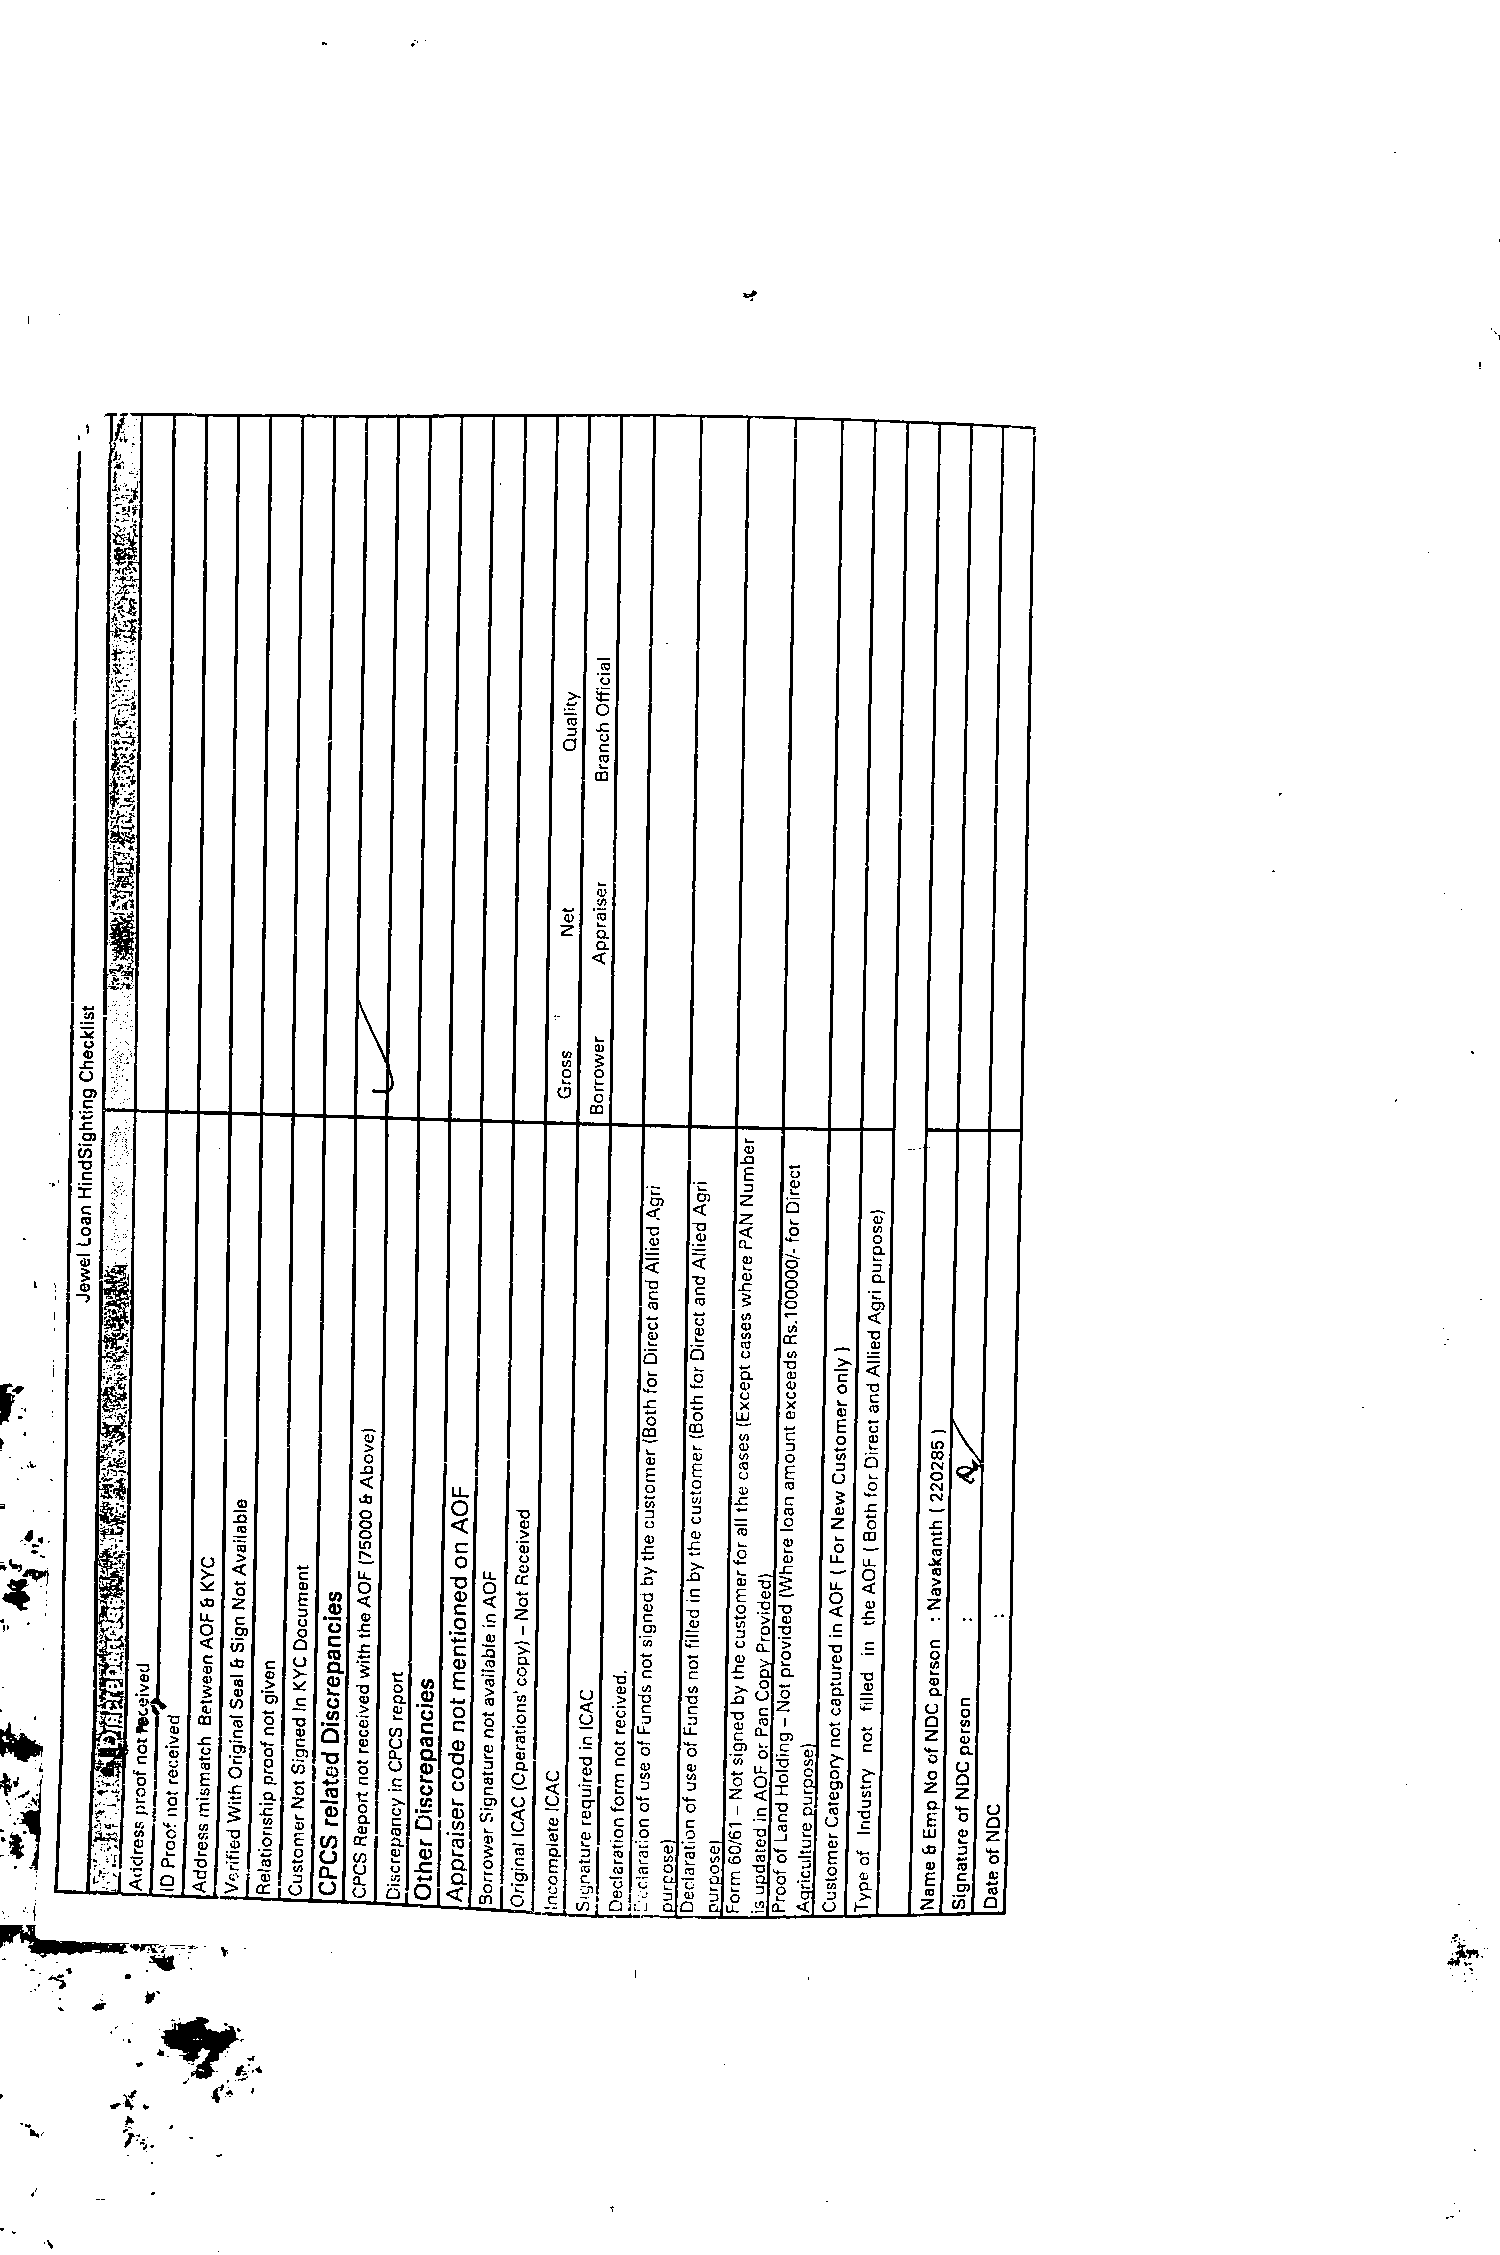 Jewel Loan HindSighting Checklist
Address proof not received
ID Proof not received
Address mismatch Between AOF & KYC
Verified With Original Seal & Sign Not Available
Relationship proof not given
Customer Not Signed In KYC Document
CPCS related Discrepancies
CPCS Report not received with the AOF (75000 & Above)
Discrepancy in CPCS report
Other Discrepancies
Appraiser code not mentioned on AOF
Borrower Signature not available in AOF
Original ICAC (Operations' copy) – Not Received
Incomplete ICAC Gross Net Quality
Signature required in ICAC Borrower Appraiser Branch Official
Declaration form not recived.
Declaration of use of Funds not signed by the customer (Both for Direct and Allied Agri
purpose)
Declaration of use of Funds not filled in by the customer (Both for Direct and Allied Agri
purpose)
Form 60/61 – Not signed by the customer for all the cases (Except cases where PAN Number
is updated in AOF or Pan Copy Provided)
Proof of Land Holding – Not provided (Where loan amount exceeds Rs.100000/- for Direct
Agriculture purpose)
Customer Category not captured in AOF ( For New Customer only )
Type of Industry not filled in the AOF ( Both for Direct and Allied Agri purpose)
Name & Emp No of NDC person : Navakanth ( 220285 )
Signature of NDC person :
Date of NDC :